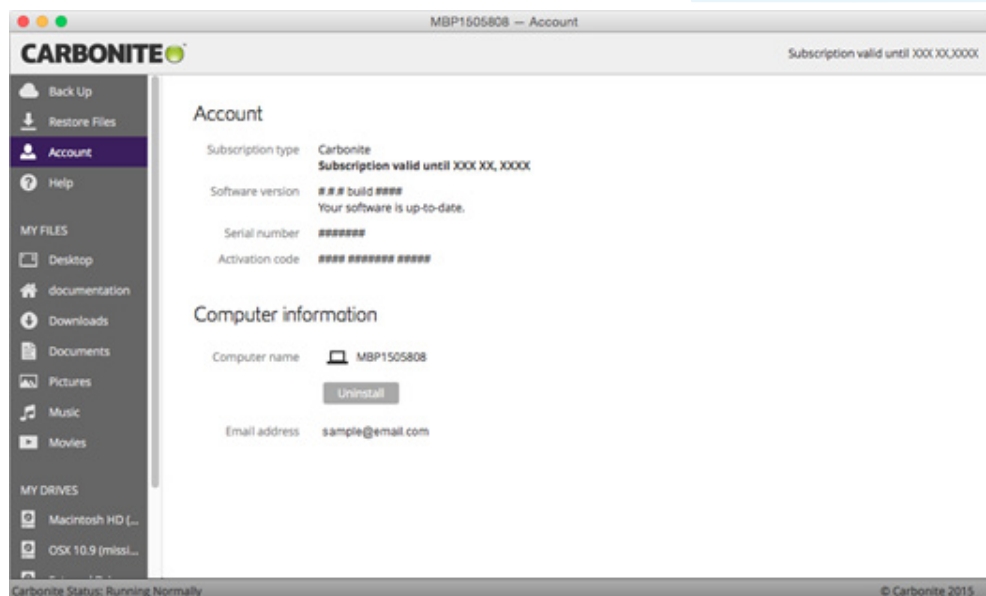 MBP1505808 — Account
CARBONITE
Subscription valid until XXX XX,XXXX
Back Up
Restore Files
Account
Help
MY FILES
Desktop
documentation
Downloads
Documents
Pictures
Music
Movies
MY DRIVES
Macintosh HD (...
OSX 10.9 (missi...
Account
Subscription type Carbonite
Subscription valid until XXX XX, XXXX
Software version #.#.# build ####
Your software is up-to-date.
Serial number #######
Activation code #### ####### #####
Computer information
Computer name MBP1505808
Uninstall
Email address sample@email.com
Carbonite Status: Running Normally
© Carbonite 2015